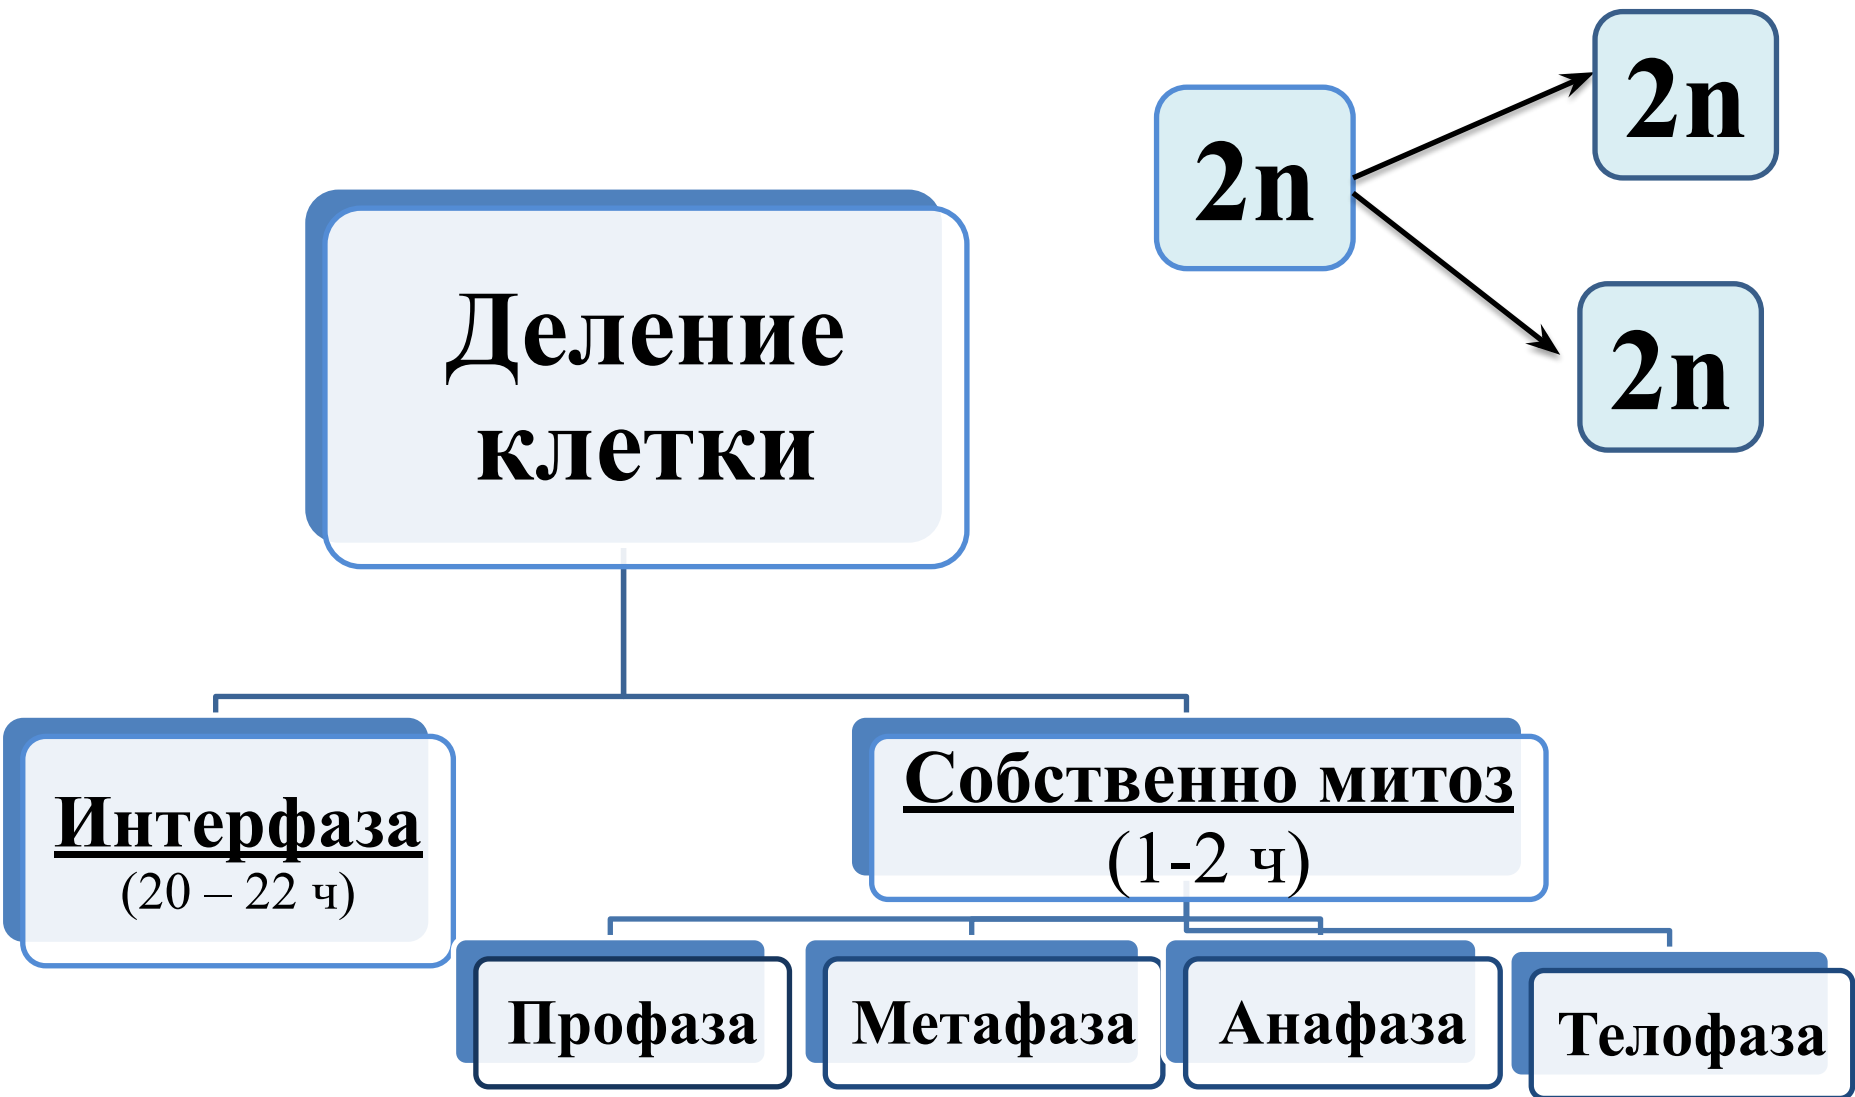 2n
2n
2n
Деление
клетки
Интерфаза
(20 – 22 ч)
Собственно митоз
(1-2 ч)
Профаза
Метафаза
Анафаза
Телофаза